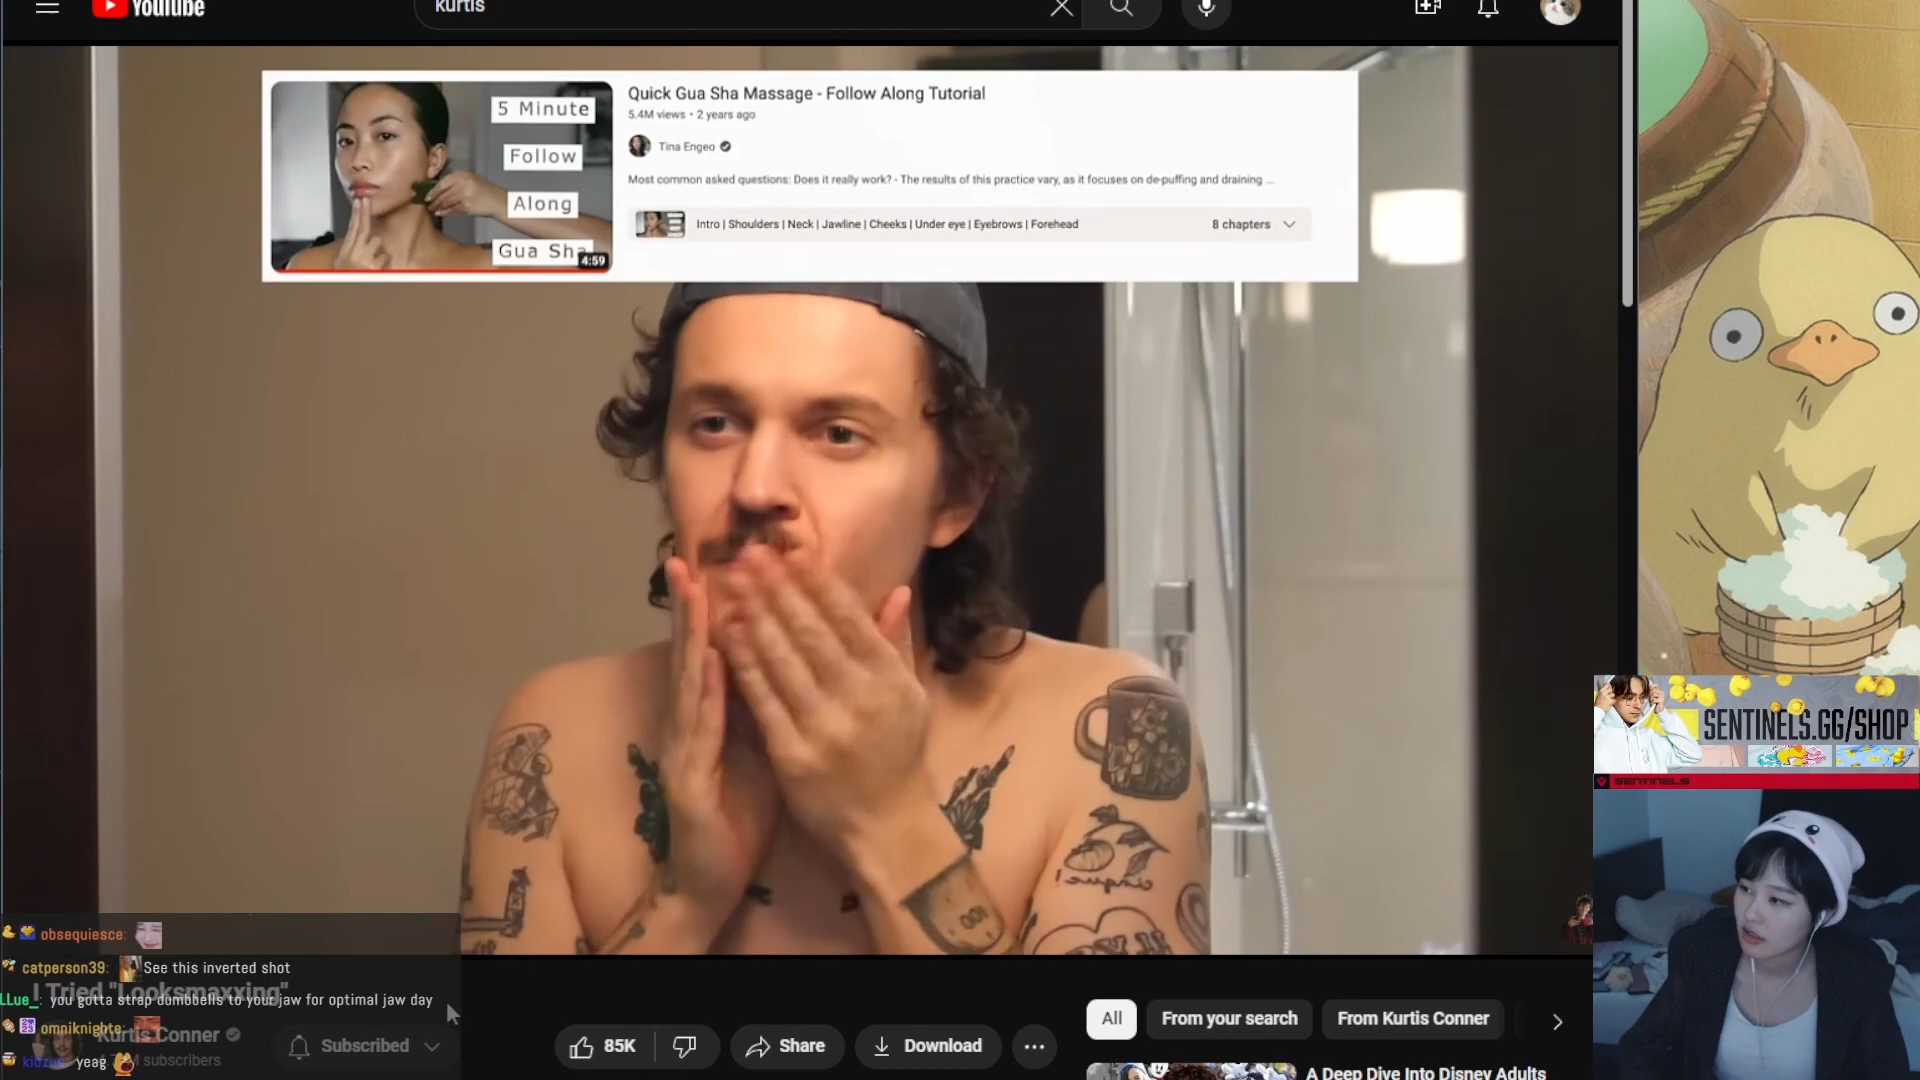 YouTube
kurtis
5 Minute
Follow
Along
Gua Sha
4:59
Quick Gua Sha Massage - Follow Along Tutorial
5.4M views • 2 years ago
Tina Engeo
Most common asked questions: Does it really work? - The results of this practice vary, as it focuses on de-puffing and draining ...
Intro | Shoulders | Neck | Jawline | Cheeks | Under eye | Eyebrows | Forehead
8 chapters
cinque!
100
SENTINELS.GG/SHOP
SENTINELS
obsequiesce:
catperson39: See this inverted shot
I Tried "Looksmaxxing"
LLue_: you gotta strap dumbbells to your jaw for optimal jaw day
omniknighte:
Kurtis Conner
yeag
subscribers
Subscribed
85K
Share
Download
All
From your search
From Kurtis Conner
A Deep Dive Into Disney Adults